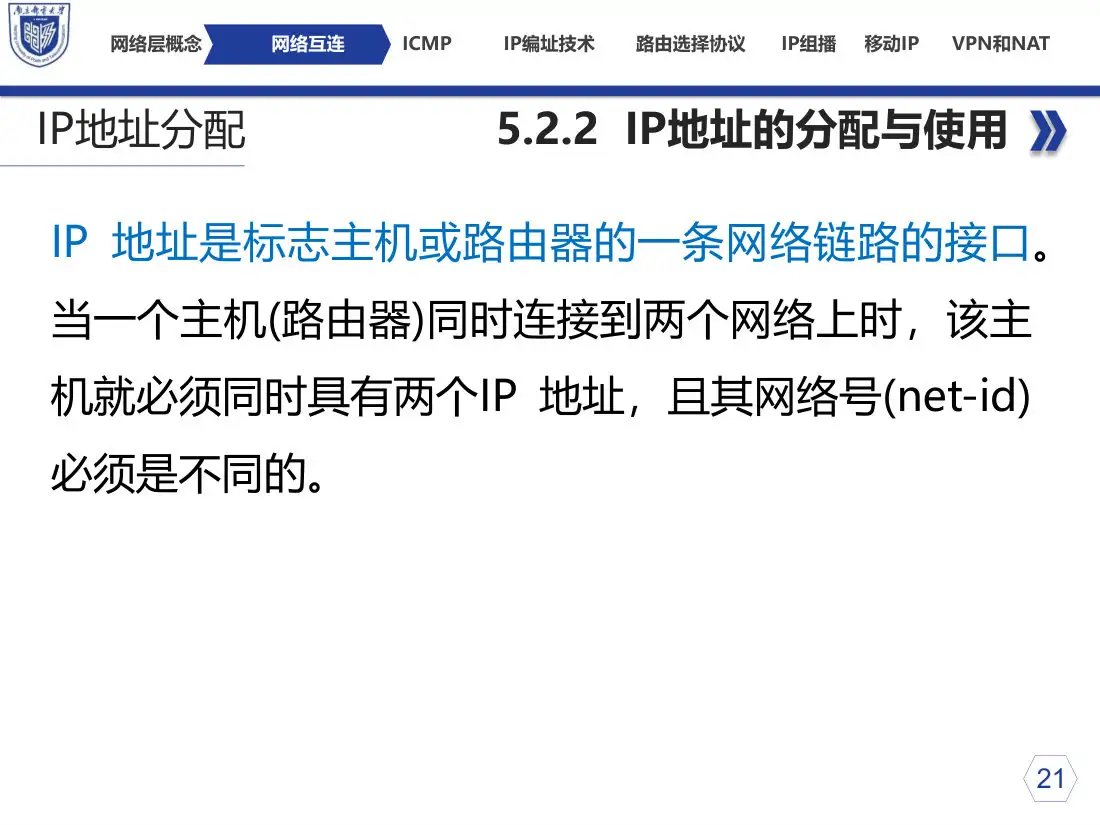 南京邮电大学
网络层概念 网络互连 ICMP IP编址技术 路由选择协议 IP组播 移动IP VPN和NAT
IP地址分配 5.2.2 IP地址的分配与使用
IP 地址是标志主机或路由器的一条网络链路的接口。
当一个主机(路由器)同时连接到两个网络上时，该主
机就必须同时具有两个IP 地址，且其网络号(net-id)
必须是不同的。
21